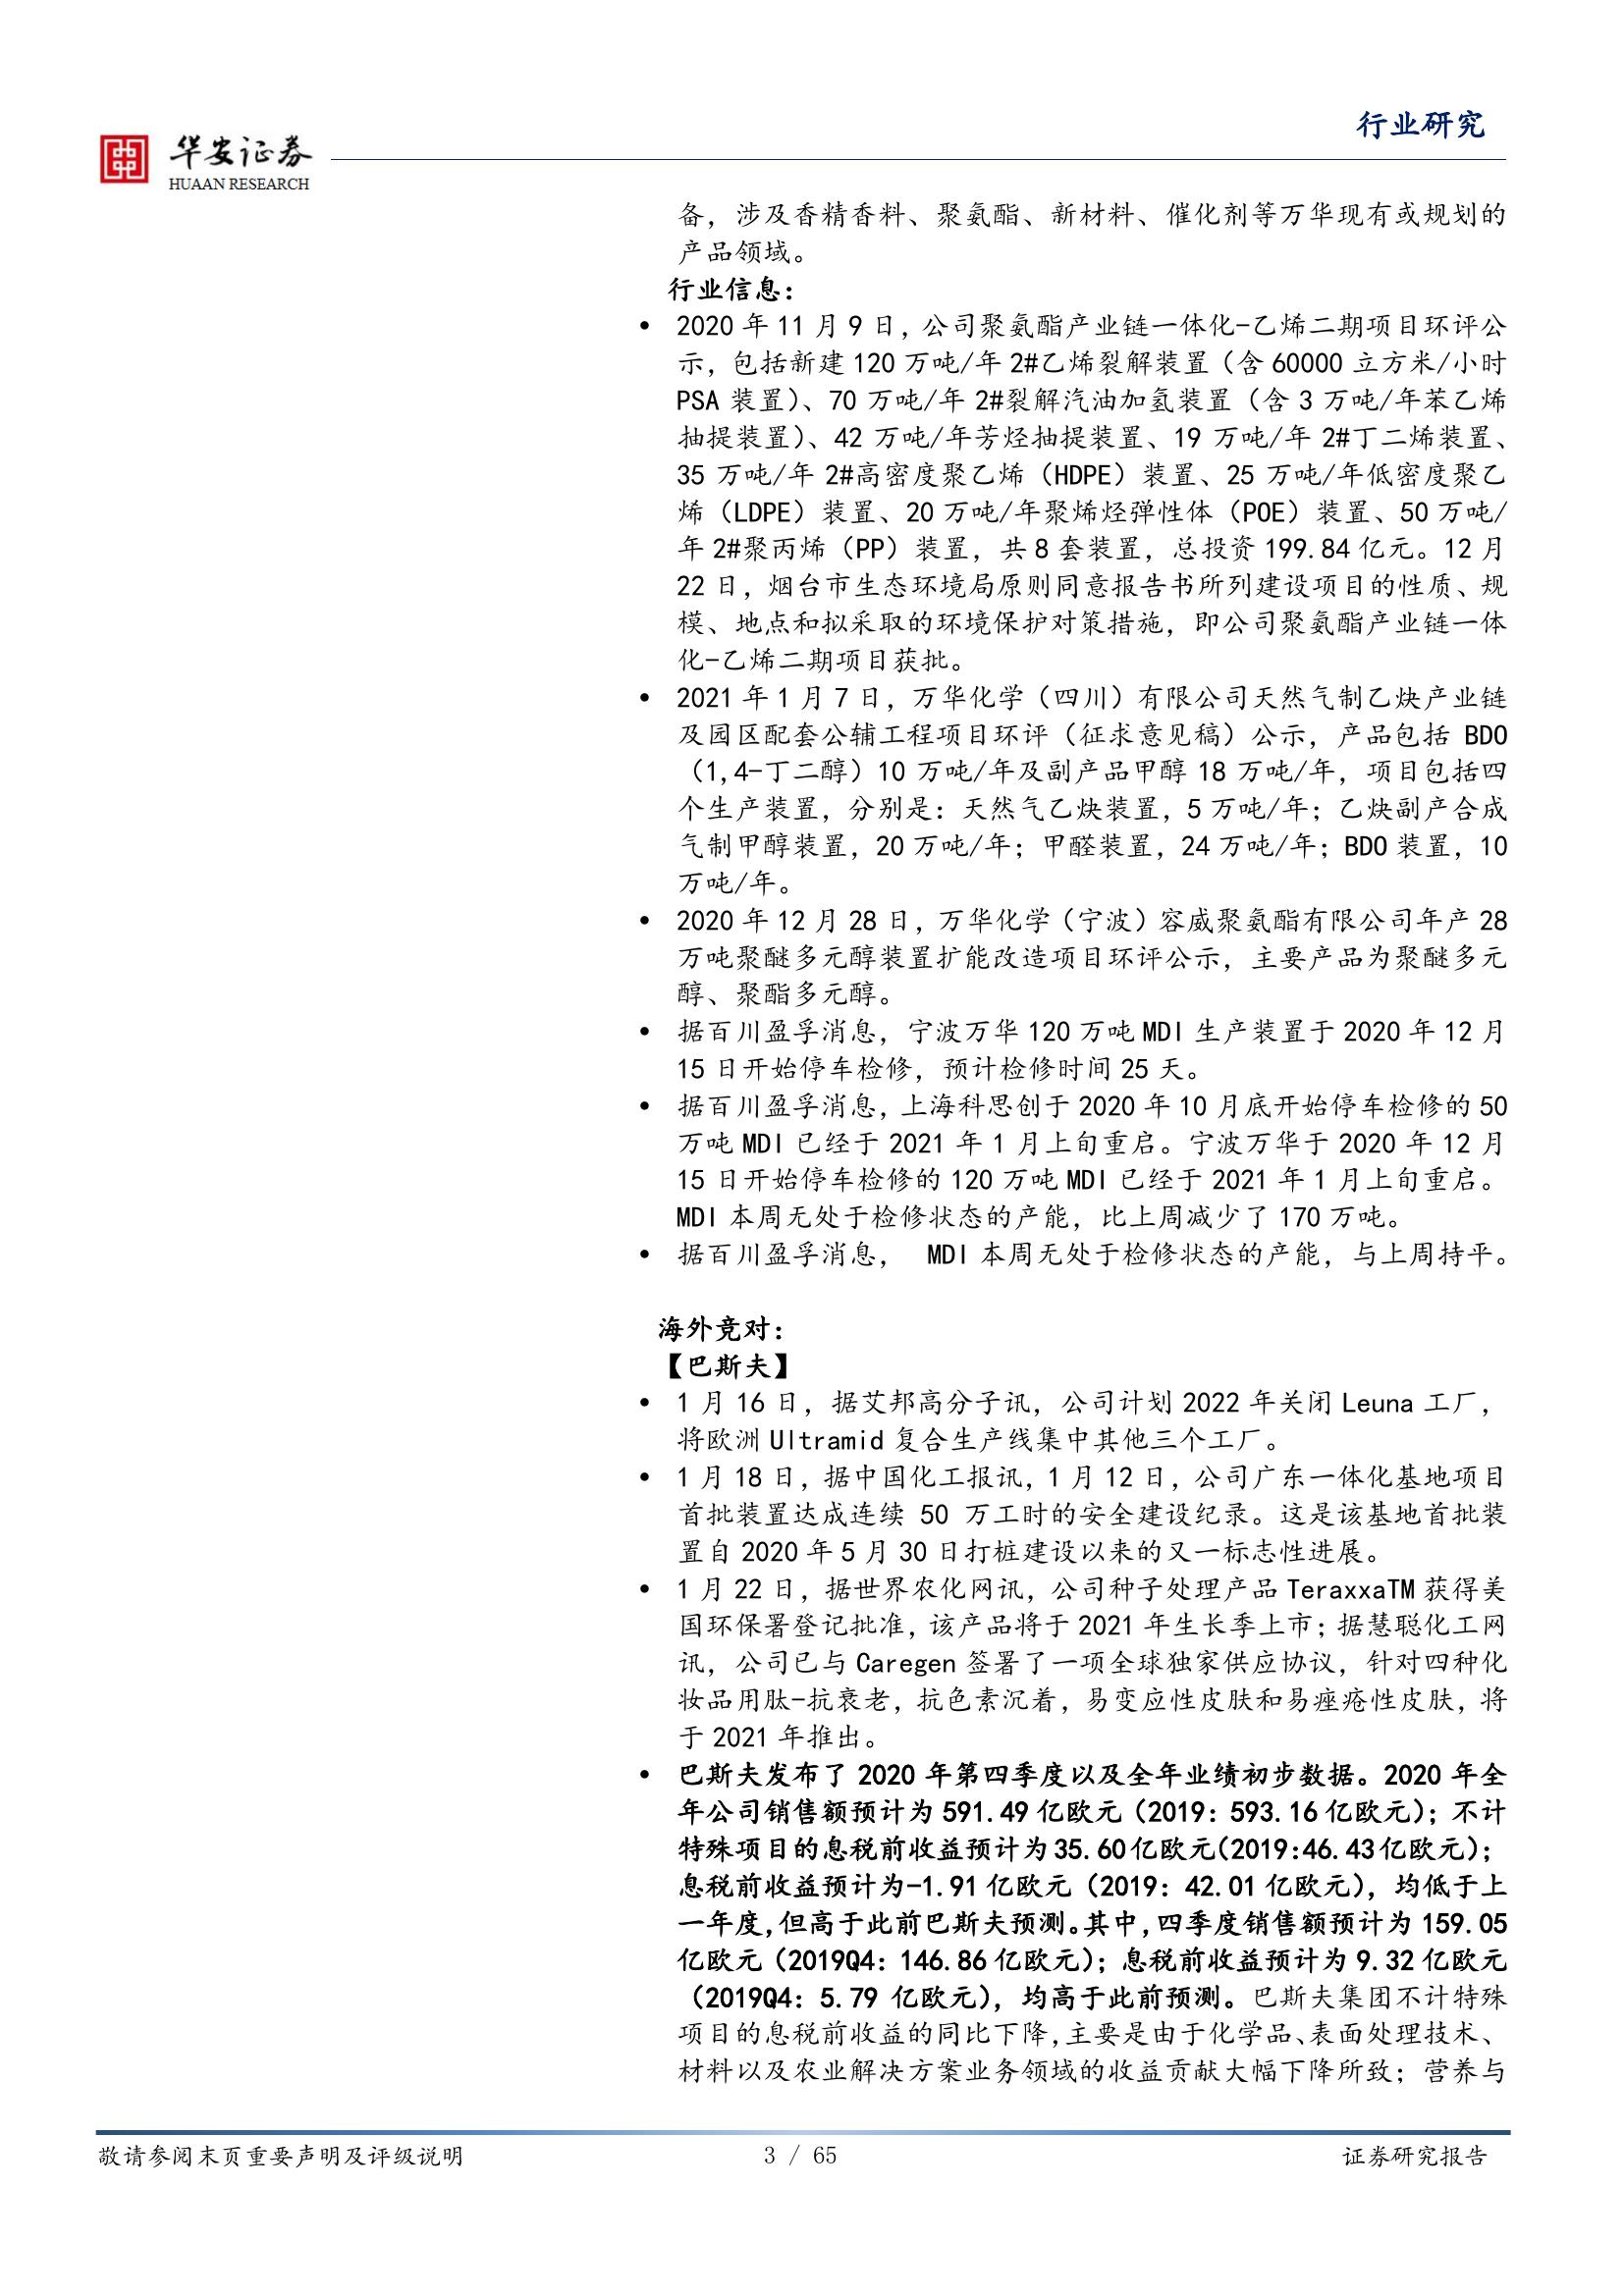 行业研究
华安证券
HUAAN RESEARCH
备，涉及香精香料、聚氨酯、新材料、催化剂等万华现有或规划的
产品领域。
行业信息：
• 2020 年 11 月 9 日，公司聚氨酯产业链一体化-乙烯二期项目环评公
示，包括新建 120 万吨/年 2#乙烯裂解装置（含 60000 立方米/小时
PSA 装置）、70 万吨/年 2#裂解汽油加氢装置（含 3 万吨/年苯乙烯
抽提装置）、42 万吨/年芳烃抽提装置、19 万吨/年 2#丁二烯装置、
35 万吨/年 2#高密度聚乙烯（HDPE）装置、25 万吨/年低密度聚乙
烯（LDPE）装置、20 万吨/年聚烯烃弹性体（POE）装置、50 万吨/
年 2#聚丙烯（PP）装置，共 8 套装置，总投资 199.84 亿元。12 月
22 日，烟台市生态环境局原则同意报告书所列建设项目的性质、规
模、地点和拟采取的环境保护对策措施，即公司聚氨酯产业链一体
化-乙烯二期项目获批。
• 2021 年 1 月 7 日，万华化学（四川）有限公司天然气制乙炔产业链
及园区配套公辅工程项目环评（征求意见稿）公示，产品包括 BDO
（1,4-丁二醇）10 万吨/年及副产品甲醇 18 万吨/年，项目包括四
个生产装置，分别是：天然气乙炔装置，5 万吨/年；乙炔副产合成
气制甲醇装置，20 万吨/年；甲醛装置，24 万吨/年；BDO 装置，10
万吨/年。
• 2020 年 12 月 28 日，万华化学（宁波）容威聚氨酯有限公司年产 28
万吨聚醚多元醇装置扩能改造项目环评公示，主要产品为聚醚多元
醇、聚酯多元醇。
• 据百川盈孚消息，宁波万华 120 万吨 MDI 生产装置于 2020 年 12 月
15 日开始停车检修，预计检修时间 25 天。
• 据百川盈孚消息，上海科思创于 2020 年 10 月底开始停车检修的 50
万吨 MDI 已经于 2021 年 1 月上旬重启。宁波万华于 2020 年 12 月
15 日开始停车检修的 120 万吨 MDI 已经于 2021 年 1 月上旬重启。
MDI 本周无处于检修状态的产能，比上周减少了 170 万吨。
• 据百川盈孚消息， MDI 本周无处于检修状态的产能，与上周持平。
海外竞对：
【巴斯夫】
• 1 月 16 日，据艾邦高分子讯，公司计划 2022 年关闭 Leuna 工厂，
将欧洲 Ultramid 复合生产线集中其他三个工厂。
• 1 月 18 日，据中国化工报讯，1 月 12 日，公司广东一体化基地项目
首批装置达成连续 50 万工时的安全建设纪录。这是该基地首批装
置自 2020 年 5 月 30 日打桩建设以来的又一标志性进展。
• 1 月 22 日，据世界农化网讯，公司种子处理产品 TeraxxaTM 获得美
国环保署登记批准，该产品将于 2021 年生长季上市；据慧聪化工网
讯，公司已与 Caregen 签署了一项全球独家供应协议，针对四种化
妆品用肽-抗衰老，抗色素沉着，易变应性皮肤和易痤疮性皮肤，将
于 2021 年推出。
• 巴斯夫发布了 2020 年第四季度以及全年业绩初步数据。2020 年全
年公司销售额预计为 591.49 亿欧元（2019：593.16 亿欧元）；不计
特殊项目的息税前收益预计为 35.60 亿欧元（2019:46.43 亿欧元）；
息税前收益预计为-1.91 亿欧元（2019：42.01 亿欧元），均低于上
一年度，但高于此前巴斯夫预测。其中，四季度销售额预计为 159.05
亿欧元（2019Q4：146.86 亿欧元）；息税前收益预计为 9.32 亿欧元
（2019Q4：5.79 亿欧元），均高于此前预测。巴斯夫集团不计特殊
项目的息税前收益的同比下降，主要是由于化学品、表面处理技术、
材料以及农业解决方案业务领域的收益贡献大幅下降所致；营养与
敬请参阅末页重要声明及评级说明
3 / 65
证券研究报告